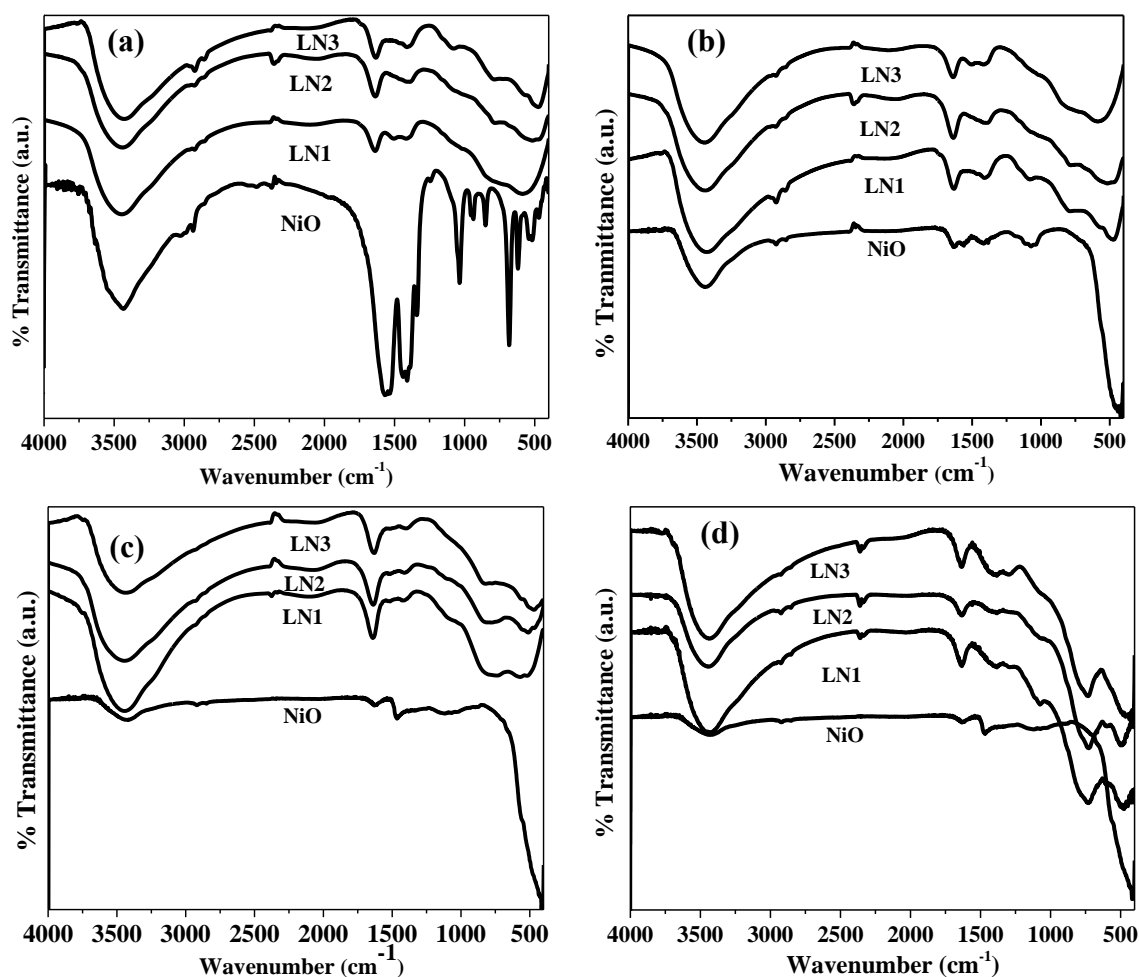 (a)
LN3
LN2
LN1
NiO
% Transmittance (a.u.)
4000 3500 3000 2500 2000 1500 1000 500
Wavenumber (cm-1)
(b)
LN3
LN2
LN1
NiO
% Tranmittance (a.u.)
4000 3500 3000 2500 2000 1500 1000 500
Wavenumber (cm-1)
(c)
LN3
LN2
LN1
NiO
% Transmittance (a.u.)
4000 3500 3000 2500 2000 1500 1000 500
Wavenumber (cm-1)
(d)
LN3
LN2
LN1
NiO
% Transmittance (a.u.)
4000 3500 3000 2500 2000 1500 1000 500
Wavenumber (cm-1)